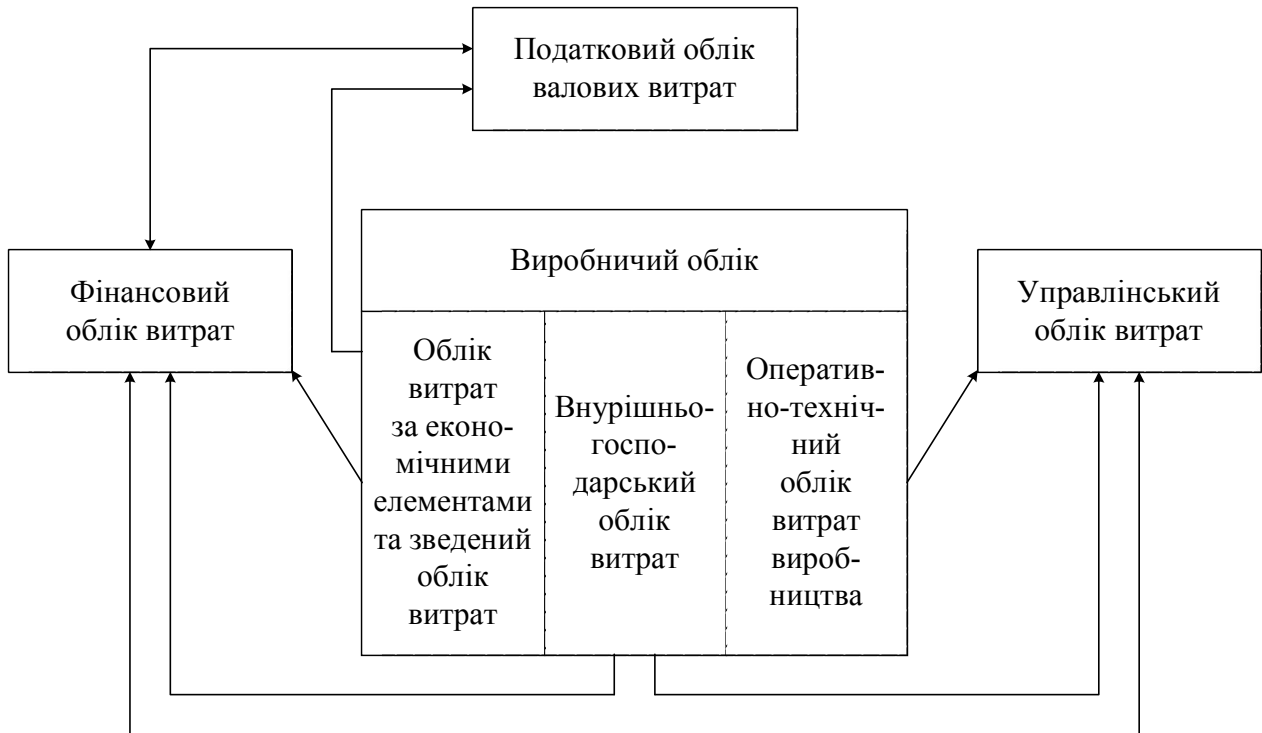 Податковий облік
валових витрат
Виробничий облік
Фінансовий
облік витрат
Управлінський
облік витрат
Облік
витрат
за еконо-
мічними
елементами
та зведений
облік
витрат
Внурішньо-
госпо-
дарський
облік
витрат
Оператив-
но-техніч-
ний
облік
витрат
вироб-
ництва